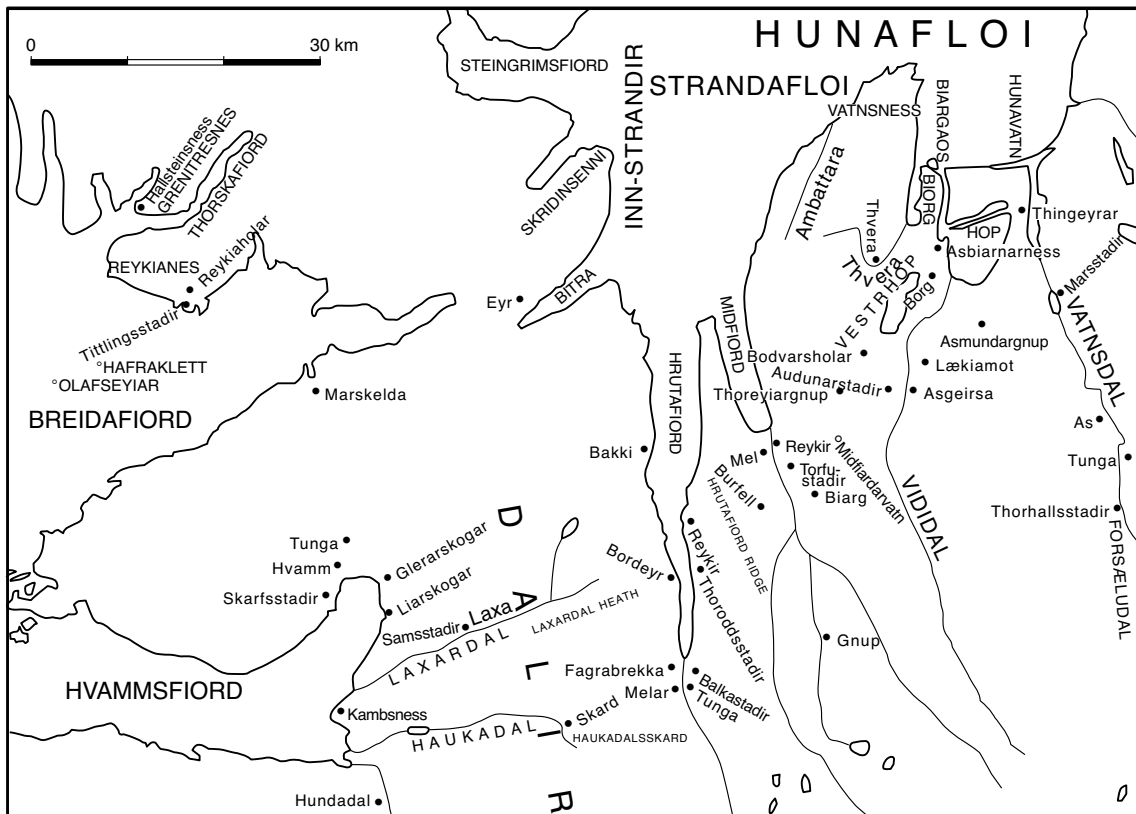 0
30 km
HUNAFLOI
STEINGRIMSFIORD
INN-STRANDIR
STRANDAFLOI
VATNSNESS
BIARGAOS
HUNAVATN
Hallsteinsness
GRENITRESNES
THORSKAFIORD
SKRIDINSENNI
Ambattara
BIORG
Thvera
Thvera
HOP
Thingeyrar
Asbiarnarness
Marsstadir
REYKIANES
Reykiaholar
Tittlingsstadir
BITRA
Eyr
VESTRHOP
Borg
MIDFIORD
VATNSDAL
Asmundargnup
°HAFRAKLETT
°OLAFSEYIAR
Marskelda
BREIDAFIORD
HRUTAFIORD
Bodvarsholar
Lækiamot
Audunarstadir
Thoreyiargnup
Asgeirsa
As
Bakki
Mel
Reykir
Midfiardarvatn
Torfu-
stadir
Biarg
Burfell
HRUTAFIORD RIDGE
VIDIDAL
Tunga
Thorhallsstadir
FORSÆLUDAL
Tunga
Hvamm
Skarfsstadir
Glerarskogar
Liarskogar
DALIR
Bordeyr
Reykir
Thoroddsstadir
Samsstadir
Laxa
LAXARDAL
LAXARDAL HEATH
Gnup
HVAMMSFIORD
Fagrabrekka
Melar
Balkastadir
Tunga
Kambsness
Skard
HAUKADAL
HAUKADALSSKARD
Hundadal